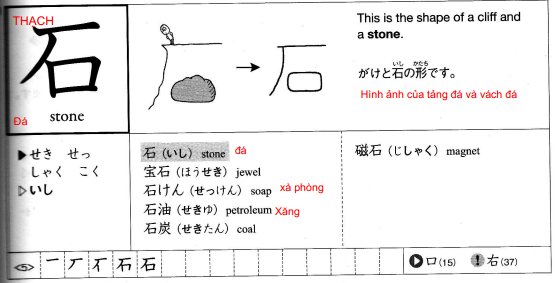 THẠCH
石
Đá
stone
This is the shape of a cliff and
a stone.
いし かたち
がけと石の形です。
Hình ảnh của tảng đá và vách đá
▶せき せっ
しゃく こく
▷いし
石（いし）stone đá
宝石（ほうせき）jewel
石けん（せっけん）soap xà phòng
石油（せきゆ）petroleum Xăng
石炭（せきたん）coal
磁石（じしゃく）magnet
<5> 一 丆 不 石 石
▶口(15) !右(37)